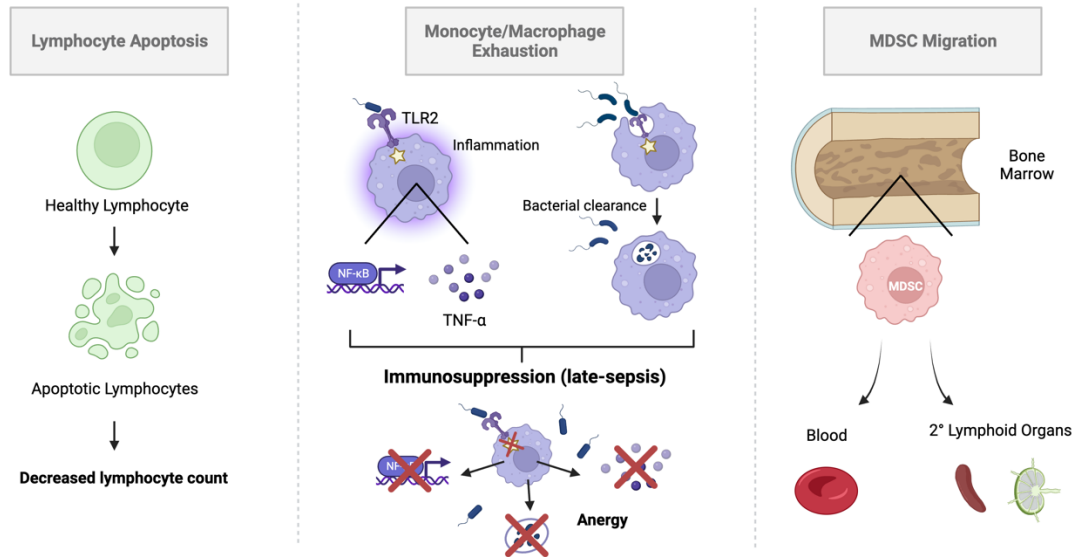 Lymphocyte Apoptosis
Healthy Lymphocyte
Apoptotic Lymphocytes
Decreased lymphocyte count
Monocyte/Macrophage
Exhaustion
TLR2
Inflammation
Bacterial clearance
NF-κB
TNF-α
Immunosuppression (late-sepsis)
NF-κB
Anergy
MDSC Migration
Bone
Marrow
MDSC
Blood
2° Lymphoid Organs